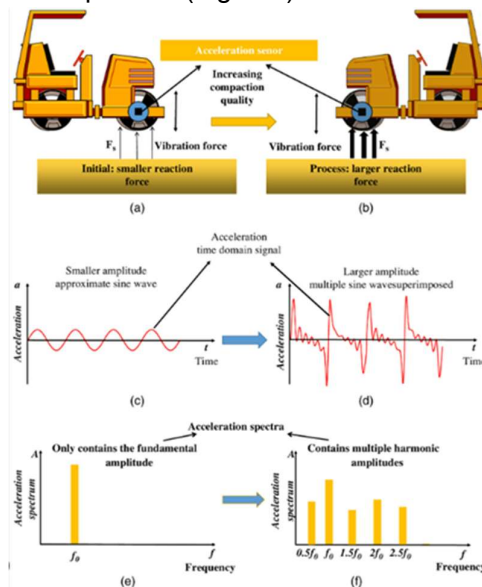 Acceleration senor
Increasing
compaction
quality
Fs
Vibration force
Vibration force
Fs
Initial: smaller reaction
force
Process: larger reaction
force
(a)
(b)
Acceleration
time domain signal
Smaller amplitude
approximate sine wave
Larger amplitude
multiple sine wavesuperimposed
a
Acceleration
t
Time
a
Acceleration
t
Time
(c)
(d)
Acceleration spectra
Only contains the fundamental
amplitude
Contains multiple harmonic
amplitudes
A
Acceleration
spectrum
f0
f
Frequency
A
Acceleration
spectrum
0.5f0 f0 1.5f0 2f0 2.5f0
f
Frequency
(e)
(f)